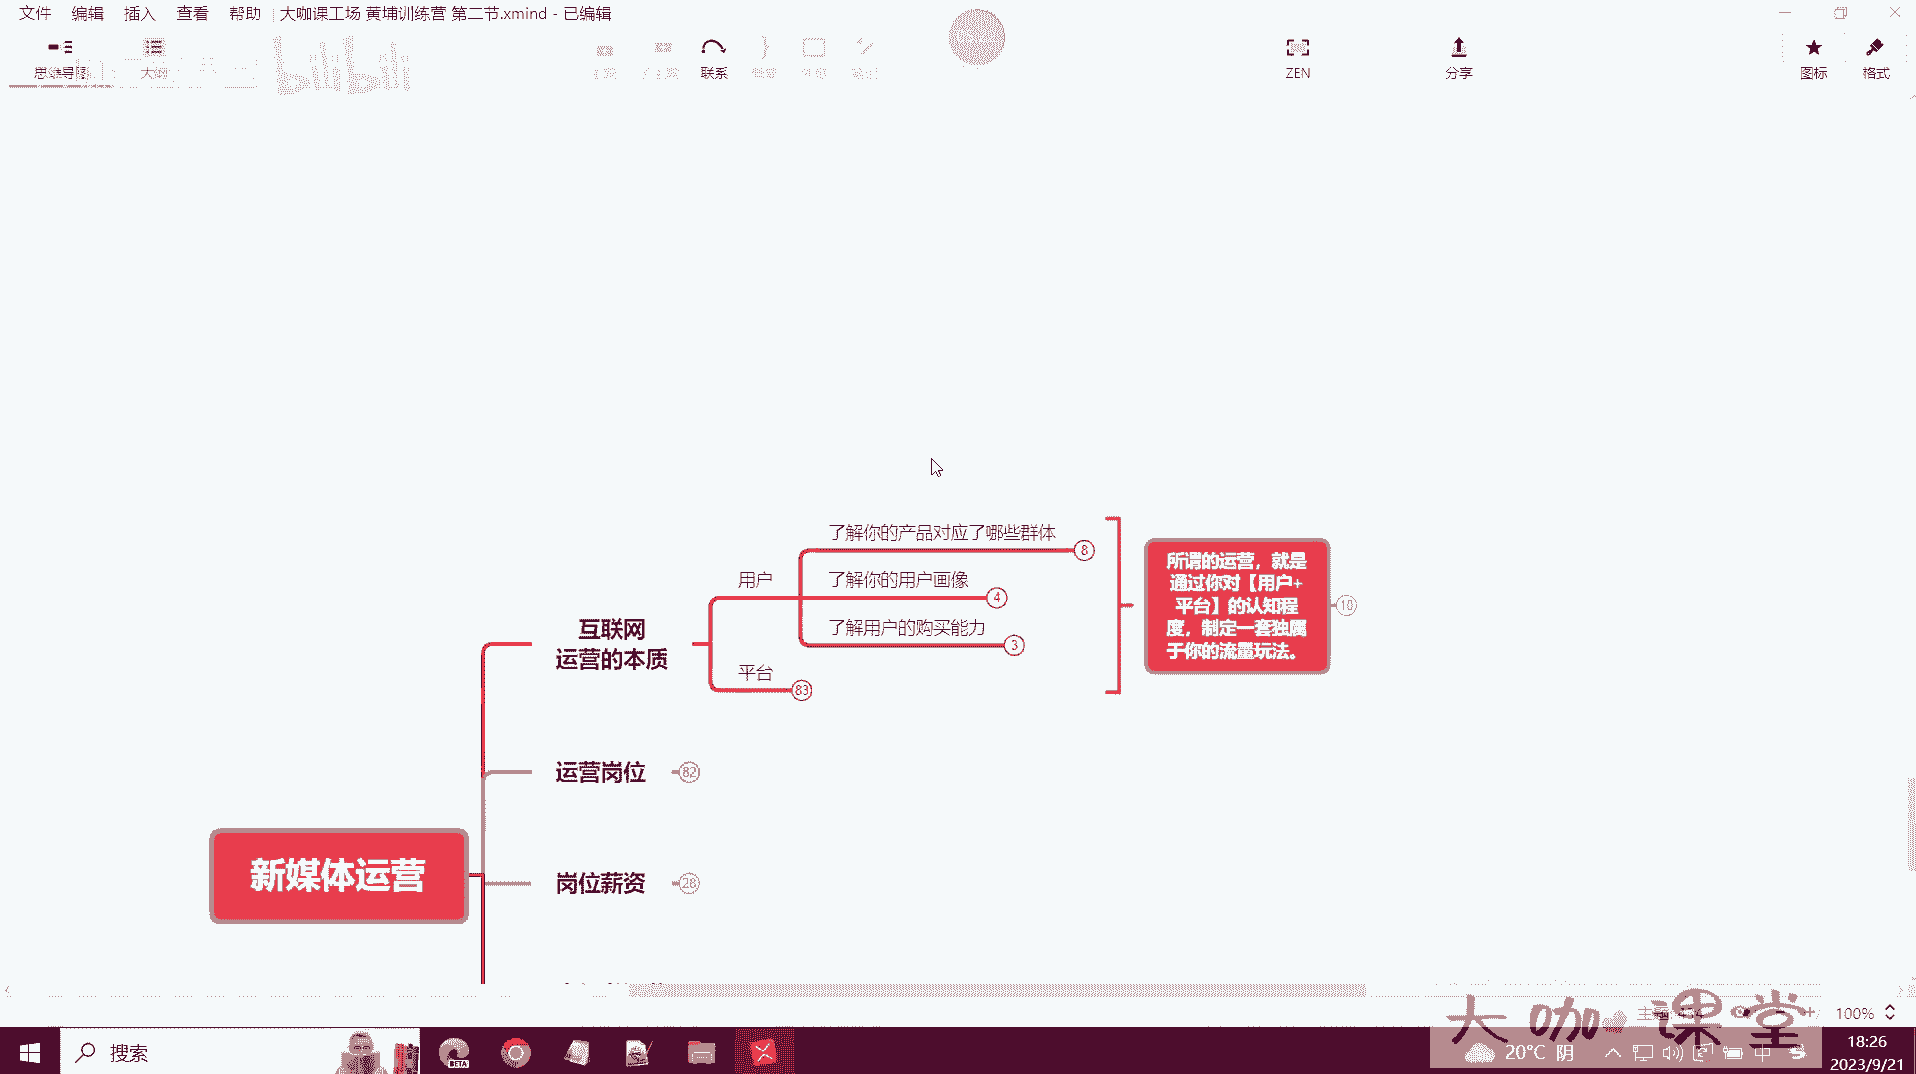 文件 编辑 插入 查看 帮助 大咖课工场 黄埔训练营 第二节.xmind - 已编辑
思维导图 大纲 bilibili 联系 ZEN 分享 图标 格式
了解你的产品对应了哪些群体 8
用户
了解你的用户画像 4
了解用户的购买能力 3
平台 83
互联网
运营的本质
所谓的运营，就是
通过你对【用户+
平台】的认知程
度，制定一套独属
于你的流量玩法。
10
运营岗位 82
新媒体运营
岗位薪资 28
大咖课堂
100%
搜索
BETA
20°C 阴
中
18:26
2023/9/21